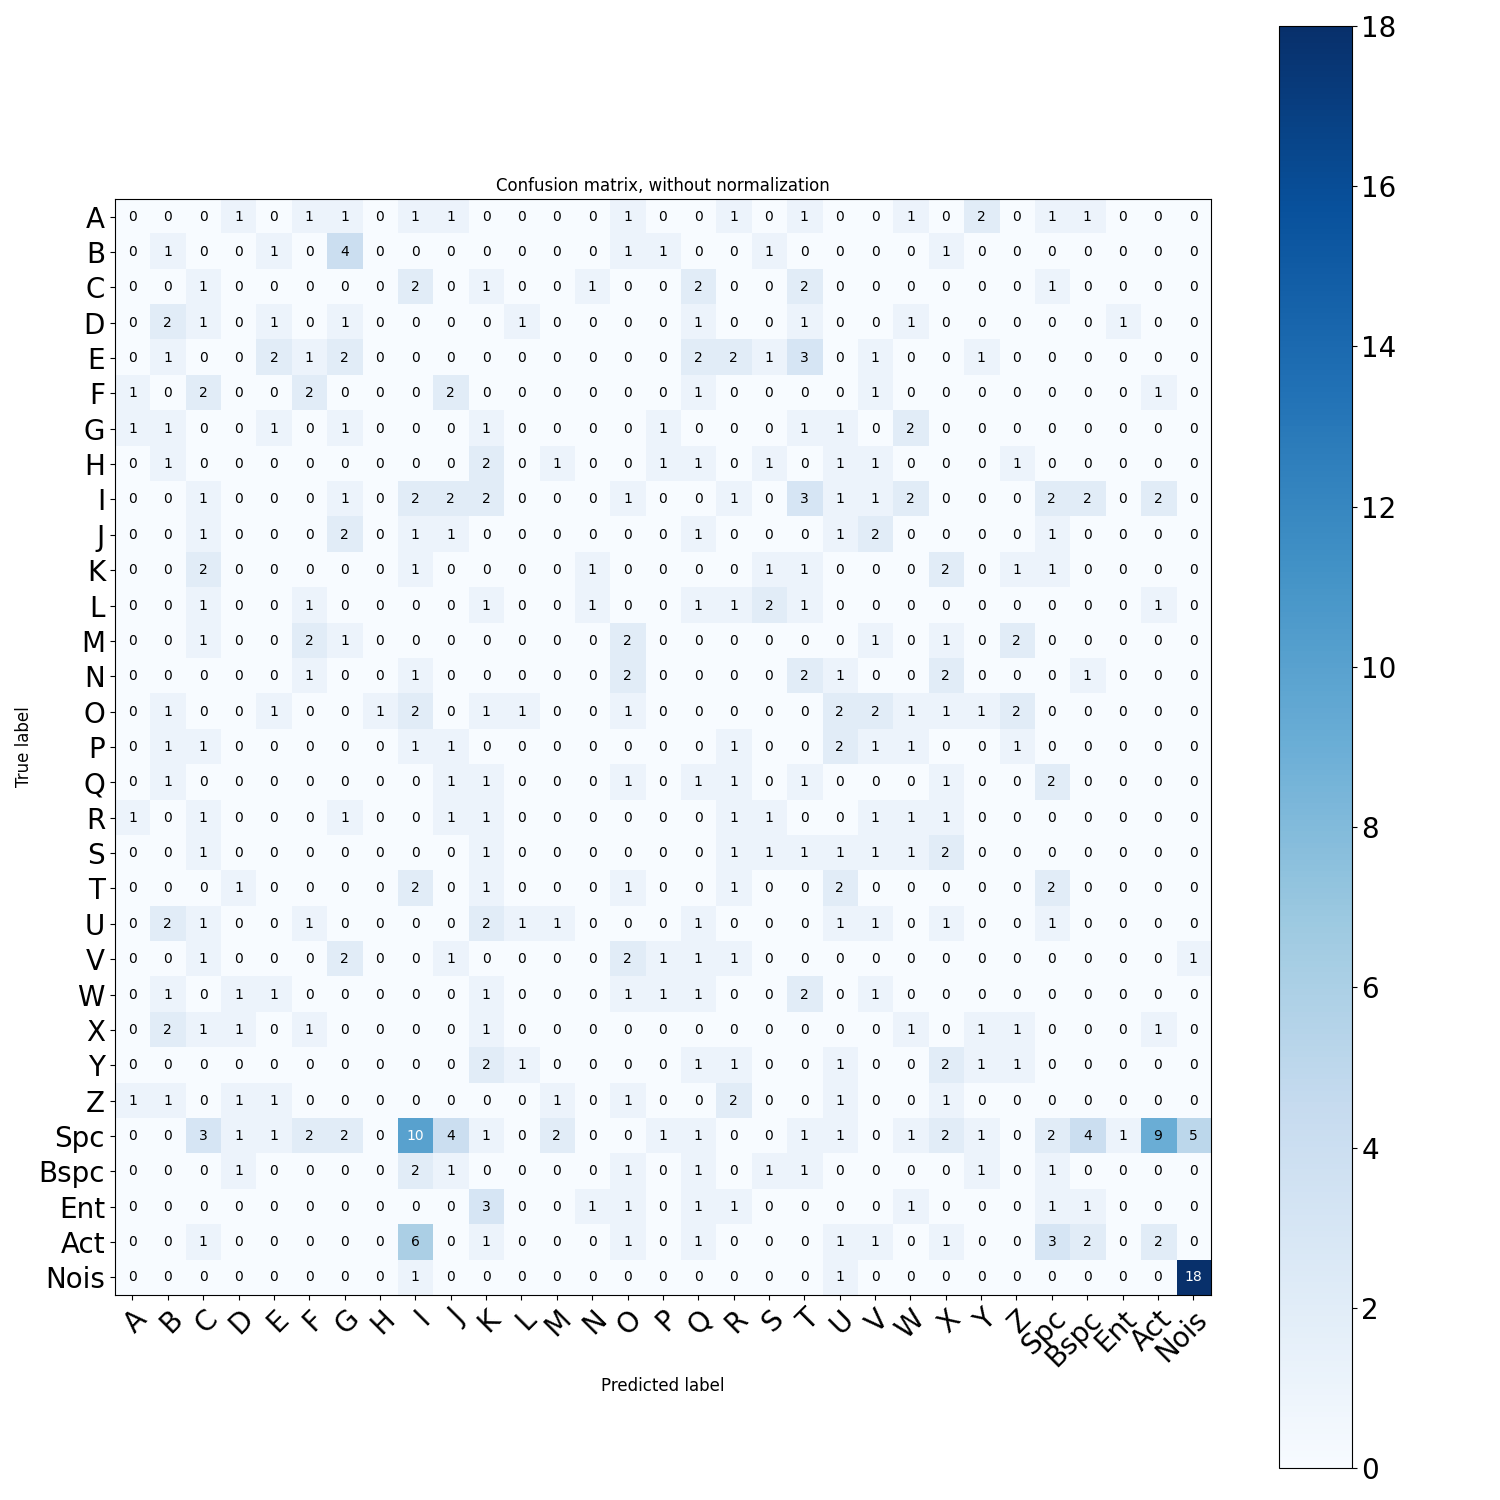 Confusion matrix, without normalization
A 0 0 0 1 0 1 1 0 1 1 0 0 0 0 1 0 0 1 0 1 0 0 1 0 2 0 1 1 0 0 0
B 0 1 0 0 1 0 4 0 0 0 0 0 0 0 1 1 0 0 1 0 0 0 0 1 0 0 0 0 0 0 0
C 0 0 1 0 0 0 0 0 2 0 1 0 0 1 0 0 2 0 0 2 0 0 0 0 0 0 1 0 0 0 0
D 0 2 1 0 1 0 1 0 0 0 0 1 0 0 0 0 1 0 0 1 0 0 1 0 0 0 0 0 1 0 0
E 0 1 0 0 2 1 2 0 0 0 0 0 0 0 0 0 2 2 1 3 0 1 0 0 1 0 0 0 0 0 0
F 1 0 2 0 0 2 0 0 0 2 0 0 0 0 0 0 1 0 0 0 0 1 0 0 0 0 0 0 0 1 0
G 1 1 0 0 1 0 1 0 0 0 1 0 0 0 0 1 0 0 0 1 1 0 2 0 0 0 0 0 0 0 0
H 0 1 0 0 0 0 0 0 0 0 2 0 1 0 0 1 1 0 1 0 1 1 0 0 0 1 0 0 0 0 0
I 0 0 1 0 0 0 1 0 2 2 2 0 0 0 1 0 0 1 0 3 1 1 2 0 0 0 2 2 0 2 0
J 0 0 1 0 0 0 2 0 1 1 0 0 0 0 0 0 1 0 0 0 1 2 0 0 0 0 1 0 0 0 0
K 0 0 2 0 0 0 0 0 1 0 0 0 0 1 0 0 0 0 1 1 0 0 0 2 0 1 1 0 0 0 0
L 0 0 1 0 0 1 0 0 0 0 1 0 0 1 0 0 1 1 2 1 0 0 0 0 0 0 0 0 0 1 0
M 0 0 1 0 0 2 1 0 0 0 0 0 0 0 2 0 0 0 0 0 0 1 0 1 0 2 0 0 0 0 0
N 0 0 0 0 0 1 0 0 1 0 0 0 0 0 2 0 0 0 0 2 1 0 0 2 0 0 0 1 0 0 0
O 0 1 0 0 1 0 0 1 2 0 1 1 0 0 1 0 0 0 0 0 2 2 1 1 1 2 0 0 0 0 0
P 0 1 1 0 0 0 0 0 1 1 0 0 0 0 0 0 0 1 0 0 2 1 1 0 0 1 0 0 0 0 0
Q 0 1 0 0 0 0 0 0 0 1 1 0 0 0 1 0 1 1 0 1 0 0 0 1 0 0 2 0 0 0 0
R 1 0 1 0 0 0 1 0 0 1 1 0 0 0 0 0 0 1 1 0 0 1 1 1 0 0 0 0 0 0 0
S 0 0 1 0 0 0 0 0 0 0 1 0 0 0 0 0 0 1 1 1 1 1 1 2 0 0 0 0 0 0 0
T 0 0 0 1 0 0 0 0 2 0 1 0 0 0 1 0 0 1 0 0 2 0 0 0 0 0 2 0 0 0 0
U 0 2 1 0 0 1 0 0 0 0 2 1 1 0 0 0 1 0 0 0 1 1 0 1 0 0 1 0 0 0 0
V 0 0 1 0 0 0 2 0 0 1 0 0 0 0 2 1 1 1 0 0 0 0 0 0 0 0 0 0 0 0 1
W 0 1 0 1 1 0 0 0 0 0 1 0 0 0 1 1 1 0 0 2 0 1 0 0 0 0 0 0 0 0 0
X 0 2 1 1 0 1 0 0 0 0 1 0 0 0 0 0 0 0 0 0 0 0 1 0 1 1 0 0 0 1 0
Y 0 0 0 0 0 0 0 0 0 0 2 1 0 0 0 0 1 1 0 0 1 0 0 2 1 1 0 0 0 0 0
Z 1 1 0 1 1 0 0 0 0 0 0 0 1 0 1 0 0 2 0 0 1 0 0 1 0 0 0 0 0 0 0
Spc 0 0 3 1 1 2 2 0 10 4 1 0 2 0 0 1 1 0 0 1 1 0 1 2 1 0 2 4 1 9 5
Bspc 0 0 0 1 0 0 0 0 2 1 0 0 0 0 1 0 1 0 1 1 0 0 0 0 1 0 1 0 0 0 0
Ent 0 0 0 0 0 0 0 0 0 0 3 0 0 1 1 0 1 1 0 0 0 0 1 0 0 0 1 1 0 0 0
Act 0 0 1 0 0 0 0 0 6 0 1 0 0 0 1 0 1 0 0 0 1 1 0 1 0 0 3 2 0 2 0
Nois 0 0 0 0 0 0 0 0 1 0 0 0 0 0 0 0 0 0 0 0 1 0 0 0 0 0 0 0 0 0 18
A B C D E F G H I J K L M N O P Q R S T U V W X Y Z Spc Bspc Ent Act Nois
Predicted label
True label
18
16
14
12
10
8
6
4
2
0